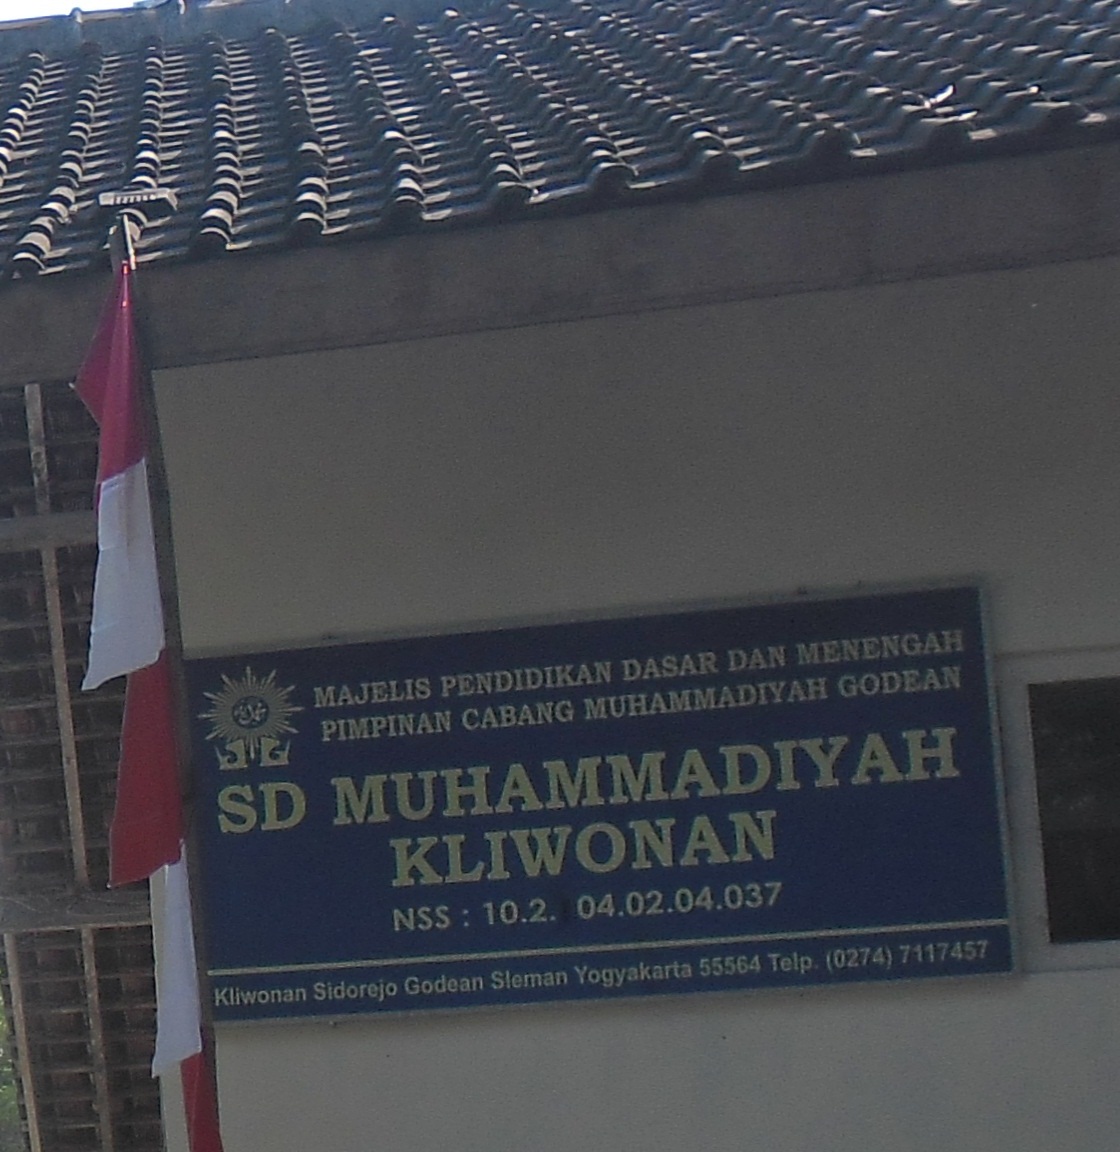 MAJELIS PENDIDIKAN DASAR DAN MENENGAH
PIMPINAN CABANG MUHAMMADIYAH GODEAN
SD MUHAMMADIYAH
KLIWONAN
NSS : 10.2. 04.02.04.037
Kliwonan Sidorejo Godean Sleman Yogyakarta 55564 Telp. (0274) 7117457